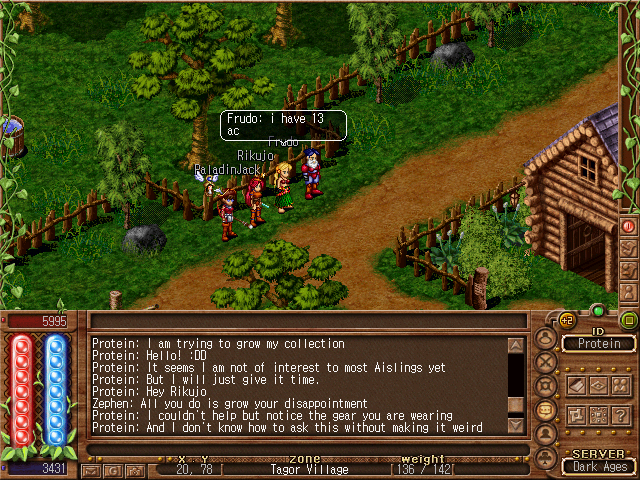 Frudo: i have 13
ac
Frudo
Rikujo
PaladinJack
5995
+2
ID
Protein
Protein: I am trying to grow my collection
Protein: Hello! :DD
Protein: It seems I am not of interest to most Aislings yet
Protein: But I will just give it time.
Protein: Hey Rikujo
Zephen: All you do is grow your disappointment
Protein: I couldn't help but notice the gear you are wearing
Protein: And I don't know how to ask this without making it weird
3431
x . Y
20, 78
zone
Tagor Village
weight
136 / 142
SERVER
Dark Ages